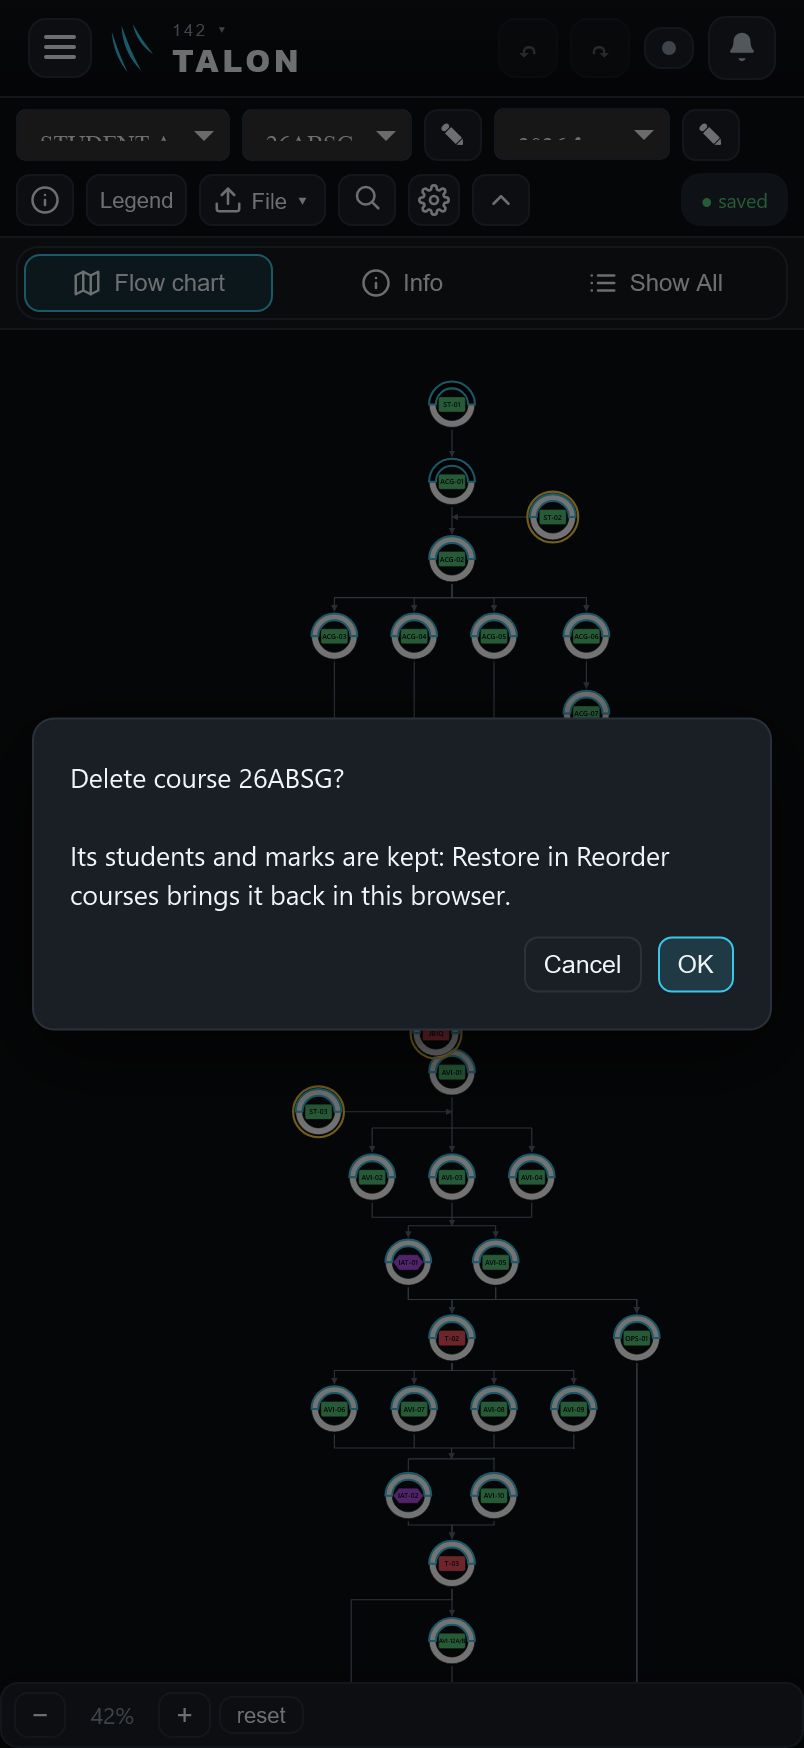 142
TALON
26ABSG
Legend
File
saved
Flow chart
Info
Show All
ST-01
ACG-01
ST-02
ACG-02
ACG-03
ACG-04
ACG-05
ACG-06
ACG-07
Delete course 26ABSG?
Its students and marks are kept: Restore in Reorder
courses brings it back in this browser.
Cancel
OK
AVI-01
ST-03
AVI-02
AVI-03
AVI-04
IAT-01
AVI-05
T-02
OPS-01
AVI-06
AVI-07
AVI-08
AVI-09
IAT-02
AVI-10
T-03
− 42% + reset